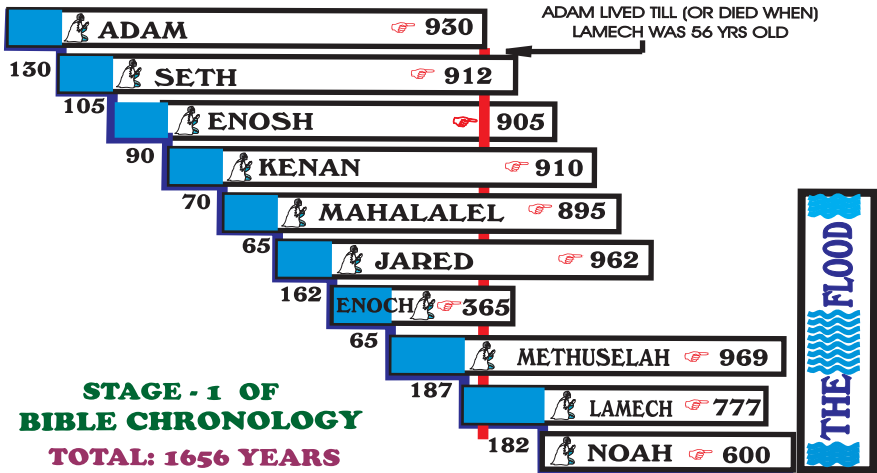 ADAM LIVED TILL (OR DIED WHEN)
LAMECH WAS 56 YRS OLD
ADAM 930
130
SETH 912
105
ENOSH 905
90
KENAN 910
70
MAHALALEL 895
65
JARED 962
162
ENOCH 365
65
METHUSELAH 969
187
LAMECH 777
182
NOAH 600
THE FLOOD
STAGE - 1 OF
BIBLE CHRONOLOGY
TOTAL: 1656 YEARS